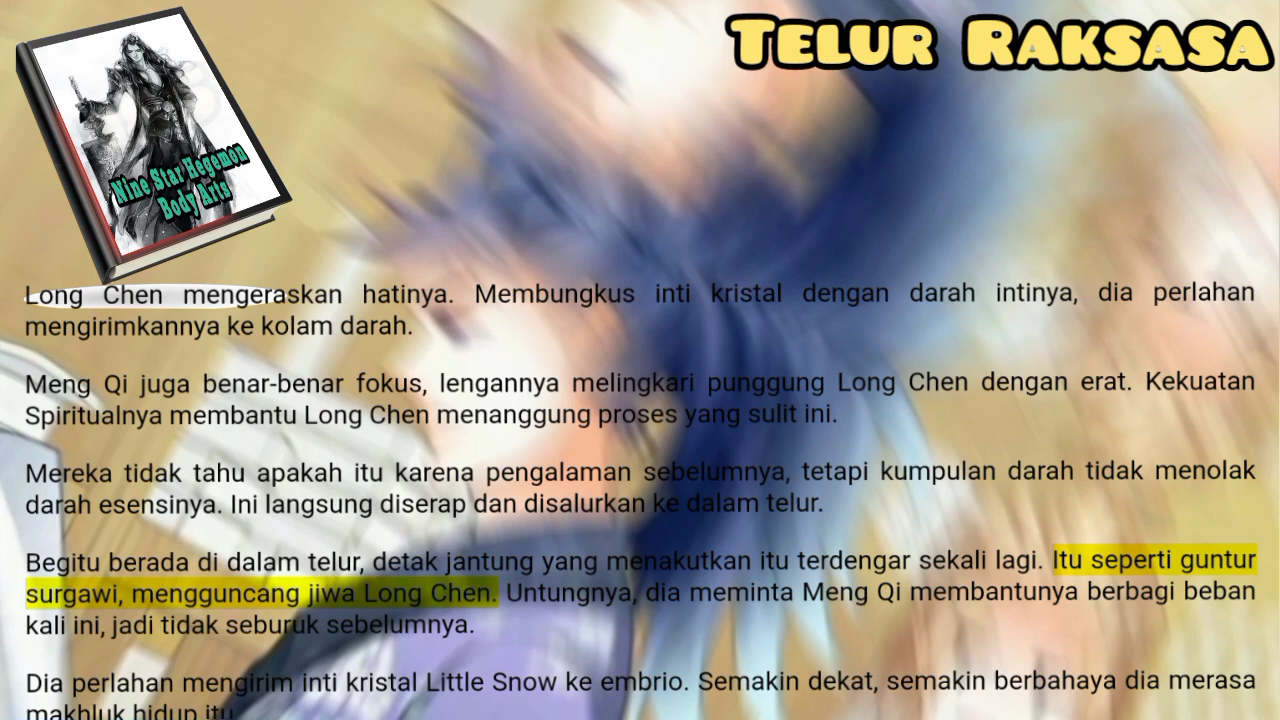 Telur Raksasa
Nine Star Hegemon
Body Arts
Long Chen mengeraskan hatinya. Membungkus inti kristal dengan darah intinya, dia perlahan
mengirimkannya ke kolam darah.
Meng Qi juga benar-benar fokus, lengannya melingkari punggung Long Chen dengan erat. Kekuatan
Spiritualnya membantu Long Chen menanggung proses yang sulit ini.
Mereka tidak tahu apakah itu karena pengalaman sebelumnya, tetapi kumpulan darah tidak menolak
darah esensinya. Ini langsung diserap dan disalurkan ke dalam telur.
Begitu berada di dalam telur, detak jantung yang menakutkan itu terdengar sekali lagi. Itu seperti guntur
surgawi, mengguncang jiwa Long Chen. Untungnya, dia meminta Meng Qi membantunya berbagi beban
kali ini, jadi tidak seburuk sebelumnya.
Dia perlahan mengirim inti kristal Little Snow ke embrio. Semakin dekat, semakin berbahaya dia merasa
makhluk hidup itu.